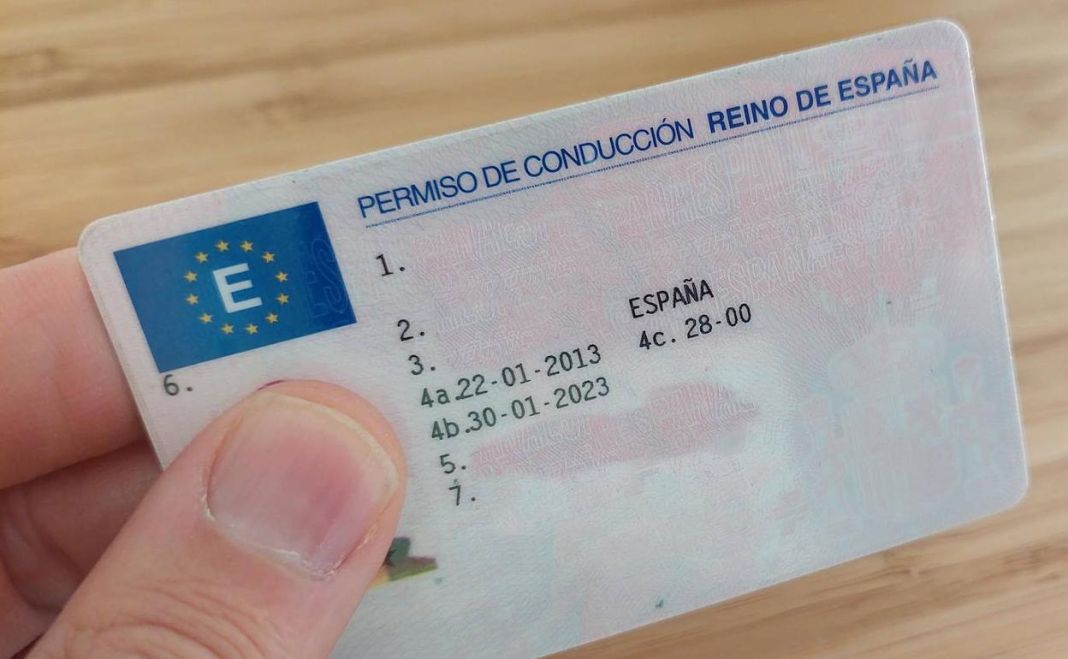 PERMISO DE CONDUCCIÓN REINO DE ESPAÑA
E
1.
2.
ESPAÑA
3.
4a.22-01-2013 4c. 28-00
4b.30-01-2023
5.
6.
7.